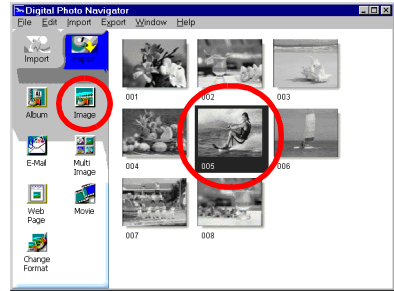 Digital Photo Navigator
File Edit Import Export Window Help
Import Export
001 002 003
Album Image
004 005 006
E-Mail Multi Image
Web Page Movie
007 008
Change Format